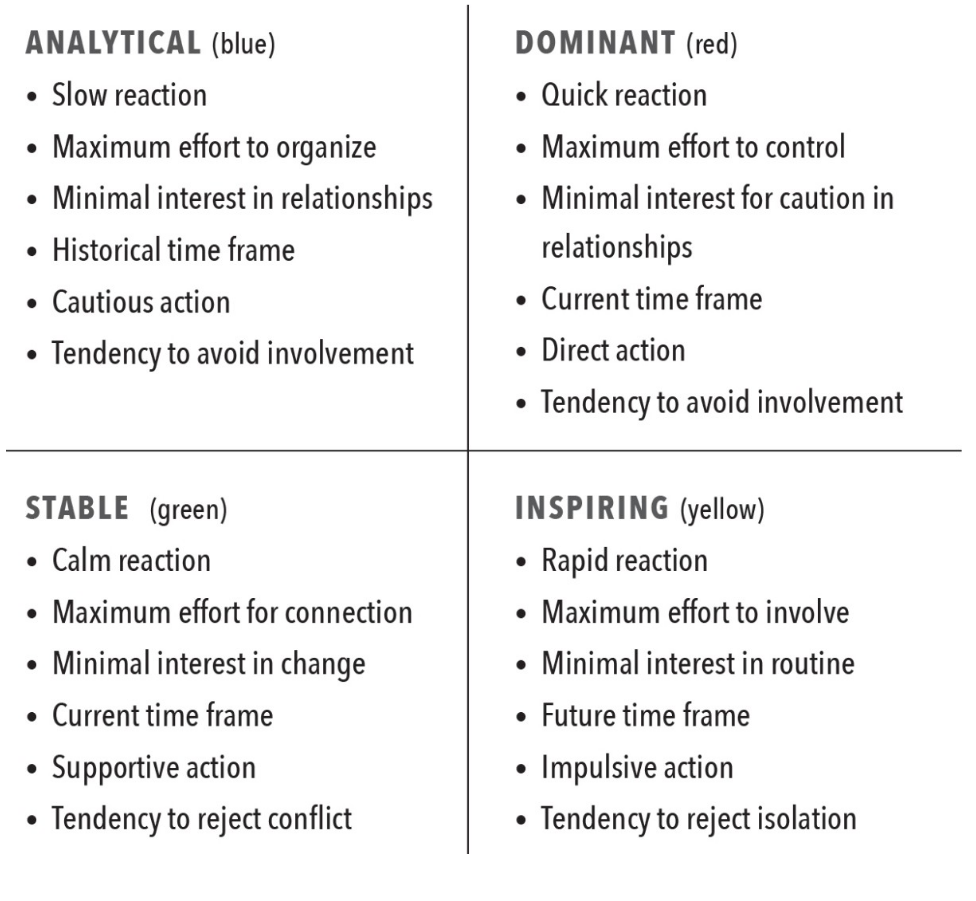 ANALYTICAL (blue)
• Slow reaction
• Maximum effort to organize
• Minimal interest in relationships
• Historical time frame
• Cautious action
• Tendency to avoid involvement
DOMINANT (red)
• Quick reaction
• Maximum effort to control
• Minimal interest for caution in
relationships
• Current time frame
• Direct action
• Tendency to avoid involvement
STABLE (green)
• Calm reaction
• Maximum effort for connection
• Minimal interest in change
• Current time frame
• Supportive action
• Tendency to reject conflict
INSPIRING (yellow)
• Rapid reaction
• Maximum effort to involve
• Minimal interest in routine
• Future time frame
• Impulsive action
• Tendency to reject isolation